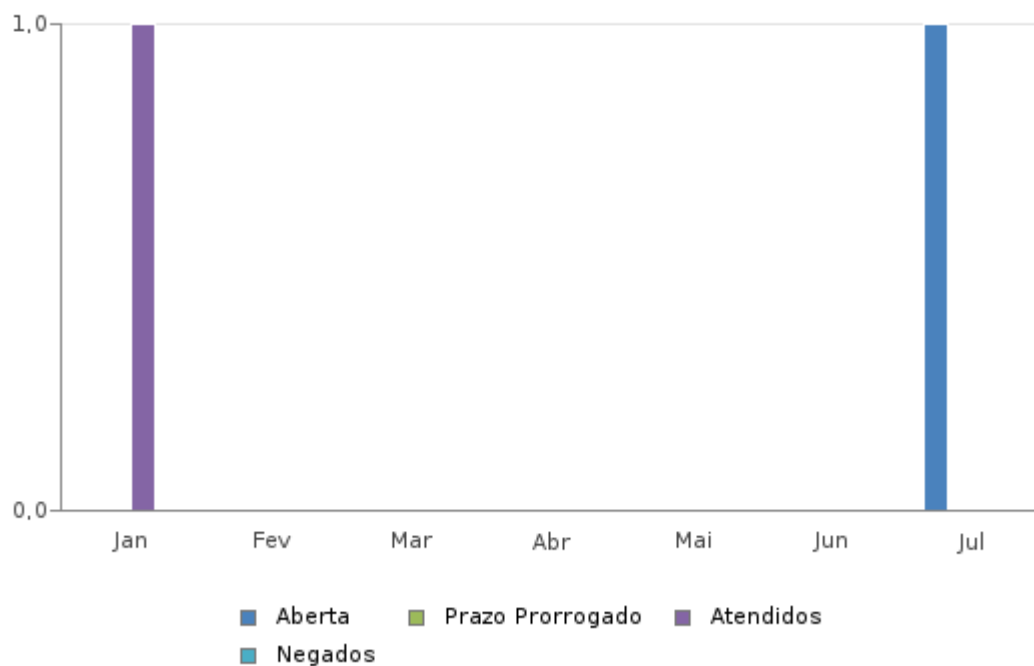 1,0
0,0
Jan Fev Mar Abr Mai Jun Jul
Aberta Prazo Prorrogado Atendidos
Negados